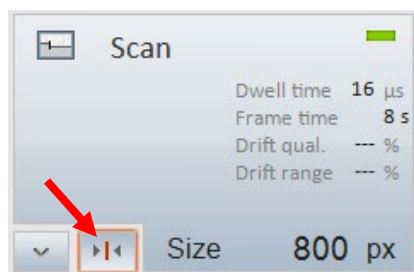 Scan
Dwell time 16 µs
Frame time 8 s
Drift qual. --- %
Drift range --- %
Size 800 px